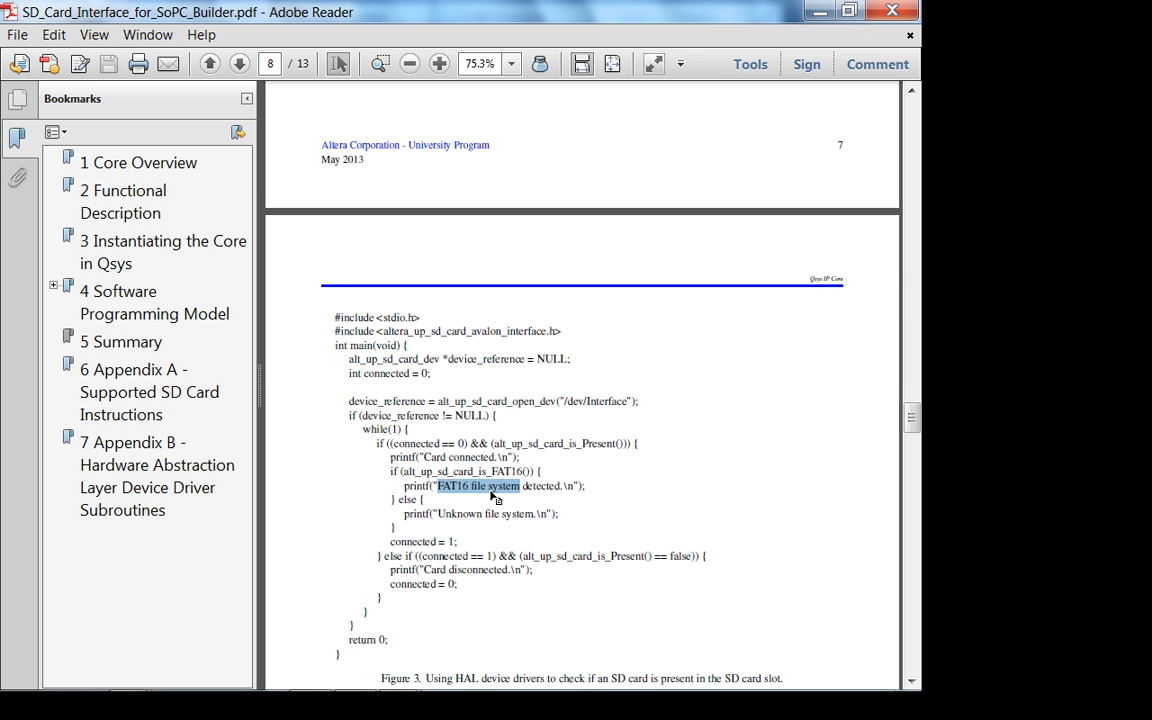 SD_Card_Interface_for_SoPC_Builder.pdf - Adobe Reader
File Edit View Window Help
8 / 13 75.3% Tools Sign Comment
Bookmarks
1 Core Overview
2 Functional
Description
3 Instantiating the Core
in Qsys
4 Software
Programming Model
5 Summary
6 Appendix A -
Supported SD Card
Instructions
7 Appendix B -
Hardware Abstraction
Layer Device Driver
Subroutines
Altera Corporation - University Program 7
May 2013
Qsys IP Core
#include <stdio.h>
#include <altera_up_sd_card_avalon_interface.h>
int main(void) {
alt_up_sd_card_dev *device_reference = NULL;
int connected = 0;
device_reference = alt_up_sd_card_open_dev("/dev/Interface");
if (device_reference != NULL) {
while(1) {
if ((connected == 0) && (alt_up_sd_card_is_Present())) {
printf("Card connected.\n");
if (alt_up_sd_card_is_FAT16()) {
printf("FAT16 file system detected.\n");
} else {
printf("Unknown file system.\n");
}
connected = 1;
} else if ((connected == 1) && (alt_up_sd_card_is_Present() == false)) {
printf("Card disconnected.\n");
connected = 0;
}
}
}
return 0;
}
Figure 3. Using HAL device drivers to check if an SD card is present in the SD card slot.